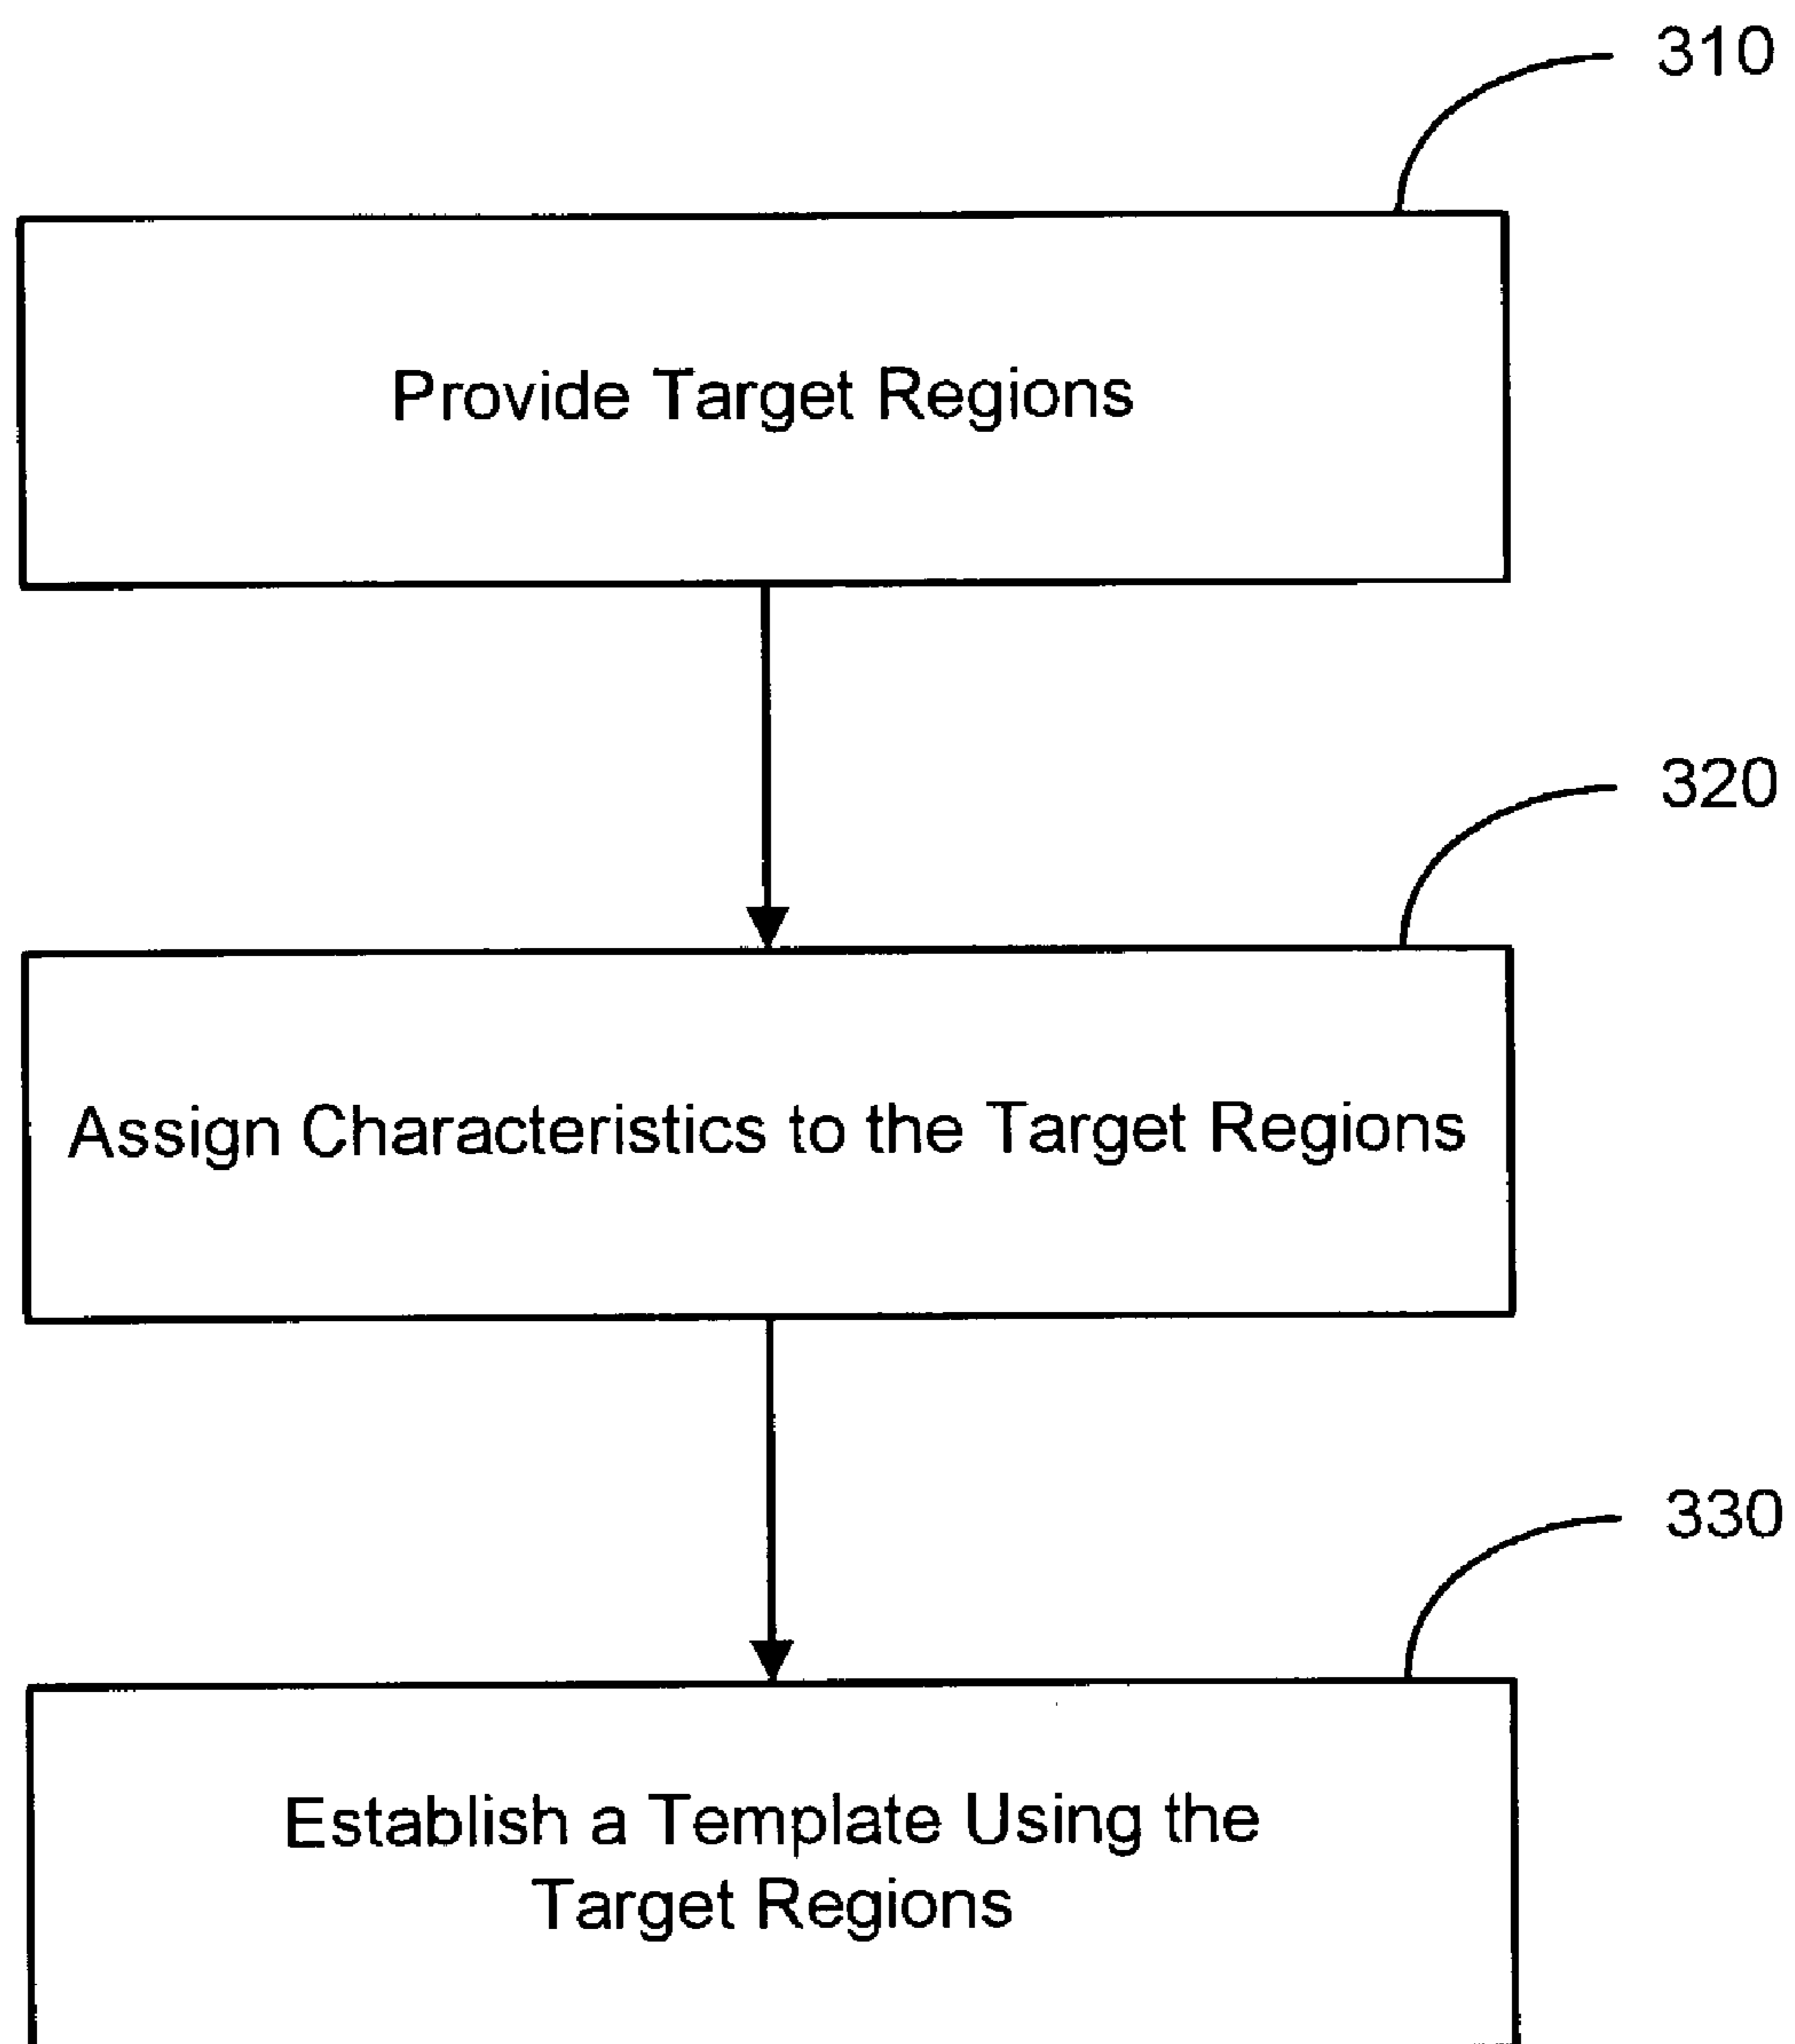 310
Provide Target Regions
320
Assign Characteristics to the Target Regions
330
Establish a Template Using the
Target Regions